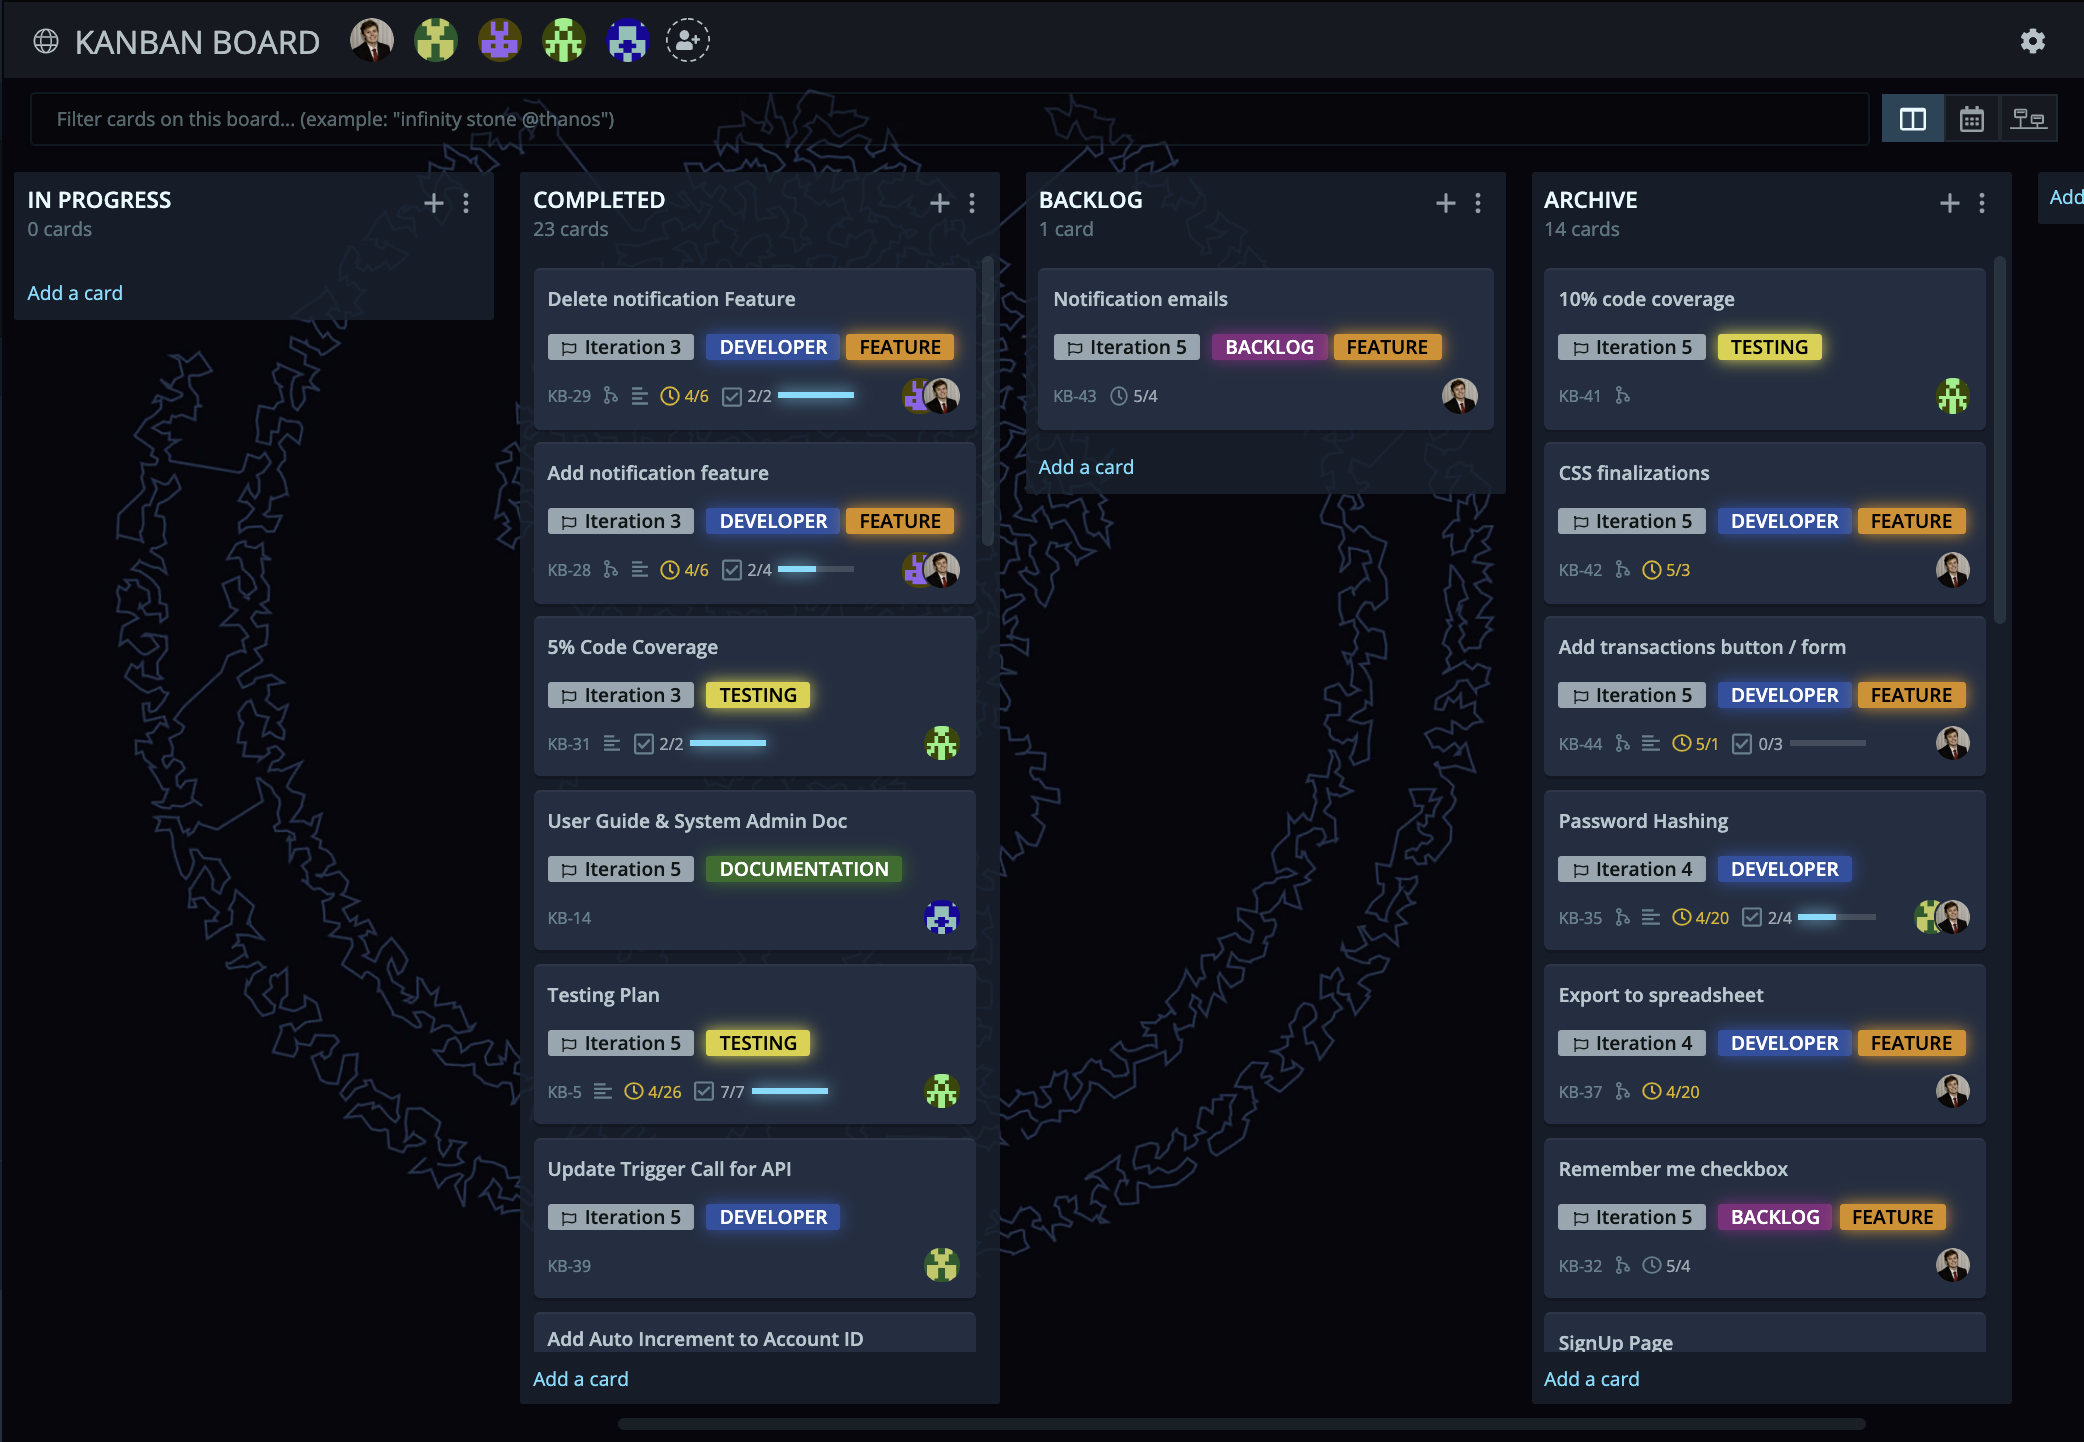 KANBAN BOARD
Filter cards on this board... (example: "infinity stone @thanos")
IN PROGRESS
0 cards
Add a card
COMPLETED
23 cards
Delete notification Feature
Iteration 3 DEVELOPER FEATURE
KB-29 4/6 2/2
Add notification feature
Iteration 3 DEVELOPER FEATURE
KB-28 4/6 2/4
5% Code Coverage
Iteration 3 TESTING
KB-31 2/2
User Guide & System Admin Doc
Iteration 5 DOCUMENTATION
KB-14
Testing Plan
Iteration 5 TESTING
KB-5 4/26 7/7
Update Trigger Call for API
Iteration 5 DEVELOPER
KB-39
Add Auto Increment to Account ID
Add a card
BACKLOG
1 card
Notification emails
Iteration 5 BACKLOG FEATURE
KB-43 5/4
Add a card
ARCHIVE
14 cards
10% code coverage
Iteration 5 TESTING
KB-41
CSS finalizations
Iteration 5 DEVELOPER FEATURE
KB-42 5/3
Add transactions button / form
Iteration 5 DEVELOPER FEATURE
KB-44 5/1 0/3
Password Hashing
Iteration 4 DEVELOPER
KB-35 4/20 2/4
Export to spreadsheet
Iteration 4 DEVELOPER FEATURE
KB-37 4/20
Remember me checkbox
Iteration 5 BACKLOG FEATURE
KB-32 5/4
SignUp Page
Add a card
Add